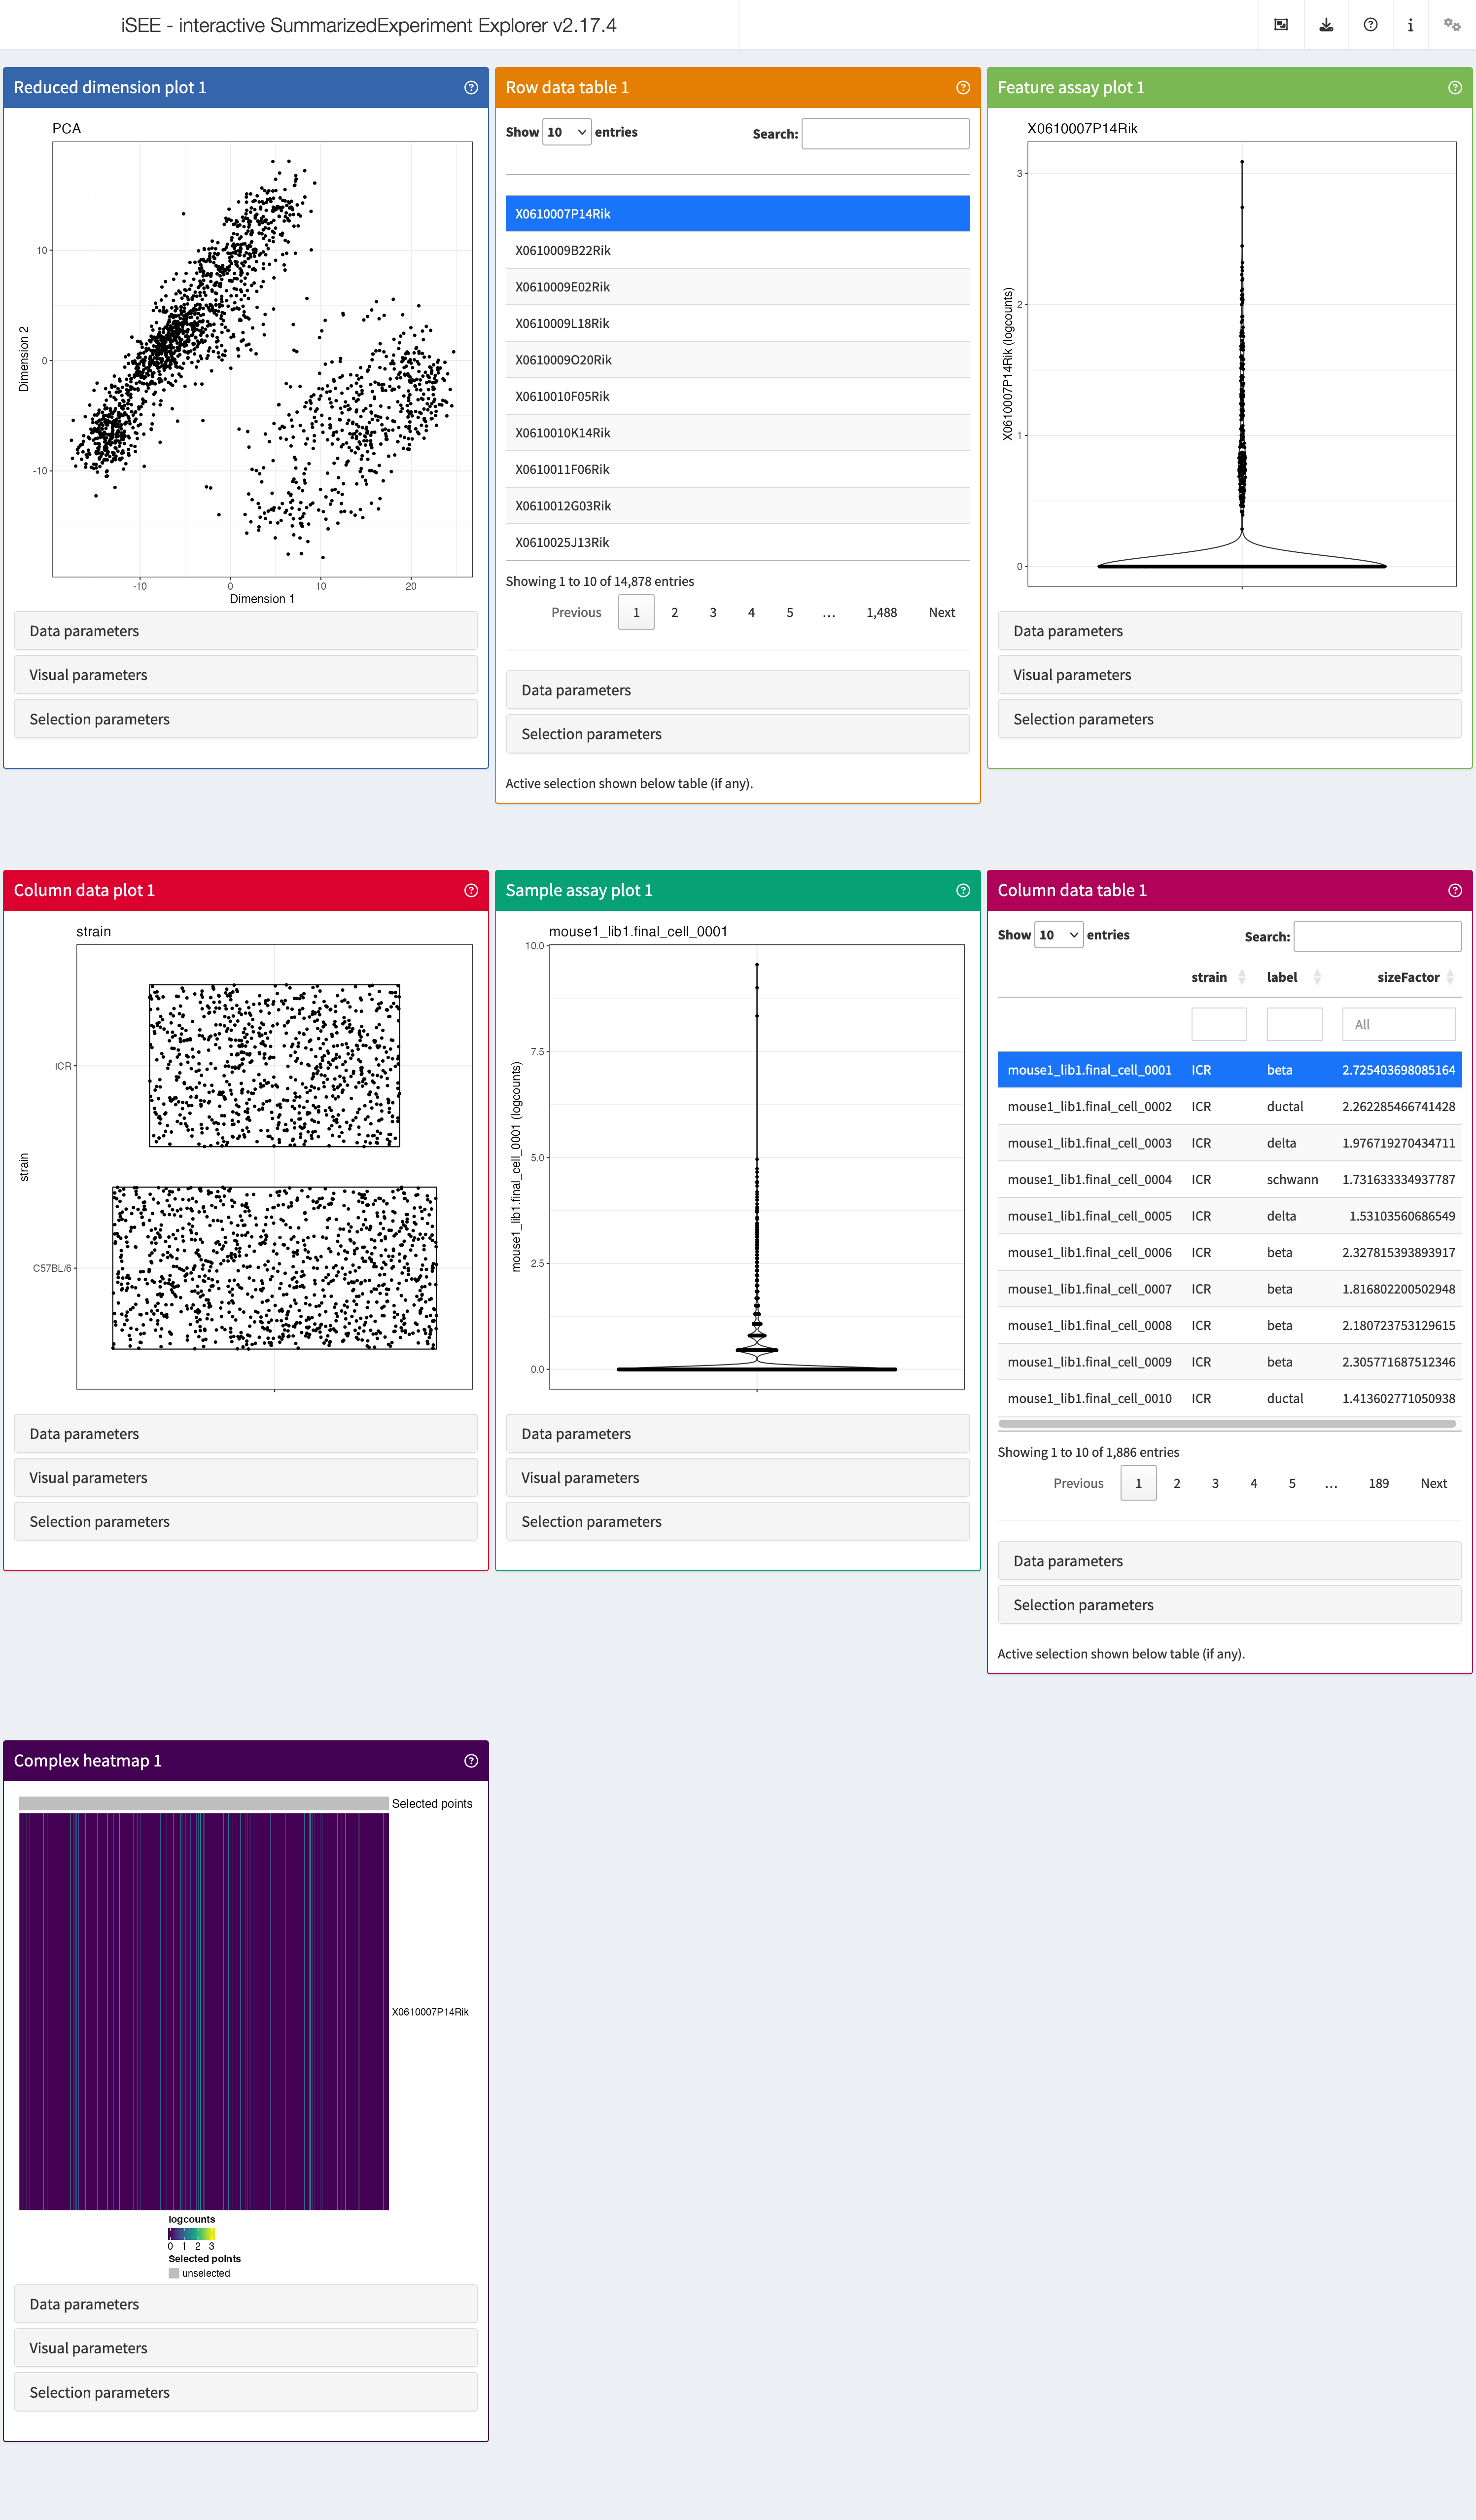 iSEE - interactive SummarizedExperiment Explorer v2.17.4
Reduced dimension plot 1
PCA
10
0
-10
Dimension 2
-10 0 10 20
Dimension 1
Data parameters
Visual parameters
Selection parameters
Row data table 1
Show 10 entries Search:
X0610007P14Rik
X0610009B22Rik
X0610009E02Rik
X0610009L18Rik
X0610009O20Rik
X0610010F05Rik
X0610010K14Rik
X0610011F06Rik
X0610012G03Rik
X0610025J13Rik
Showing 1 to 10 of 14,878 entries
Previous 1 2 3 4 5 … 1,488 Next
Data parameters
Selection parameters
Active selection shown below table (if any).
Feature assay plot 1
X0610007P14Rik
3
2
1
0
X0610007P14Rik (logcounts)
Data parameters
Visual parameters
Selection parameters
Column data plot 1
strain
ICR
C57BL/6
strain
Data parameters
Visual parameters
Selection parameters
Sample assay plot 1
mouse1_lib1.final_cell_0001
10.0
7.5
5.0
2.5
0.0
mouse1_lib1.final_cell_0001 (logcounts)
Data parameters
Visual parameters
Selection parameters
Column data table 1
Show 10 entries Search:
strain label sizeFactor
All
mouse1_lib1.final_cell_0001 ICR beta 2.725403698085164
mouse1_lib1.final_cell_0002 ICR ductal 2.262285466741428
mouse1_lib1.final_cell_0003 ICR delta 1.976719270434711
mouse1_lib1.final_cell_0004 ICR schwann 1.731633334937787
mouse1_lib1.final_cell_0005 ICR delta 1.53103560686549
mouse1_lib1.final_cell_0006 ICR beta 2.327815393893917
mouse1_lib1.final_cell_0007 ICR beta 1.816802200502948
mouse1_lib1.final_cell_0008 ICR beta 2.180723753129615
mouse1_lib1.final_cell_0009 ICR beta 2.305771687512346
mouse1_lib1.final_cell_0010 ICR ductal 1.413602771050938
Showing 1 to 10 of 1,886 entries
Previous 1 2 3 4 5 … 189 Next
Data parameters
Selection parameters
Active selection shown below table (if any).
Complex heatmap 1
Selected points
X0610007P14Rik
logcounts
0 1 2 3
Selected points
unselected
Data parameters
Visual parameters
Selection parameters